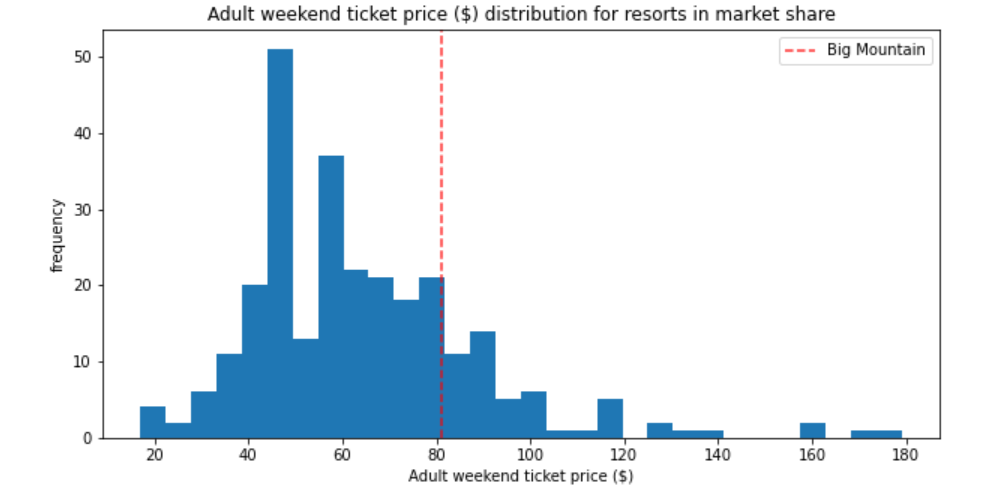 Adult weekend ticket price ($) distribution for resorts in market share
Big Mountain
frequency
50
40
30
20
10
0
20 40 60 80 100 120 140 160 180
Adult weekend ticket price ($)